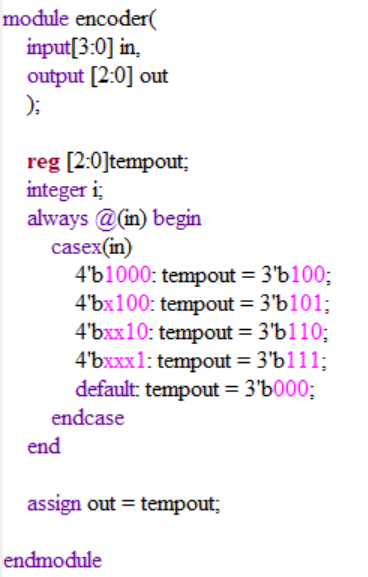 module encoder(
input[3:0] in,
output [2:0] out
);
reg [2:0]tempout;
integer i;
always @(in) begin
casex(in)
4'b1000: tempout = 3'b100;
4'bx100: tempout = 3'b101;
4'bxx10: tempout = 3'b110;
4'bxxx1: tempout = 3'b111;
default: tempout = 3'b000;
endcase
end
assign out = tempout;
endmodule